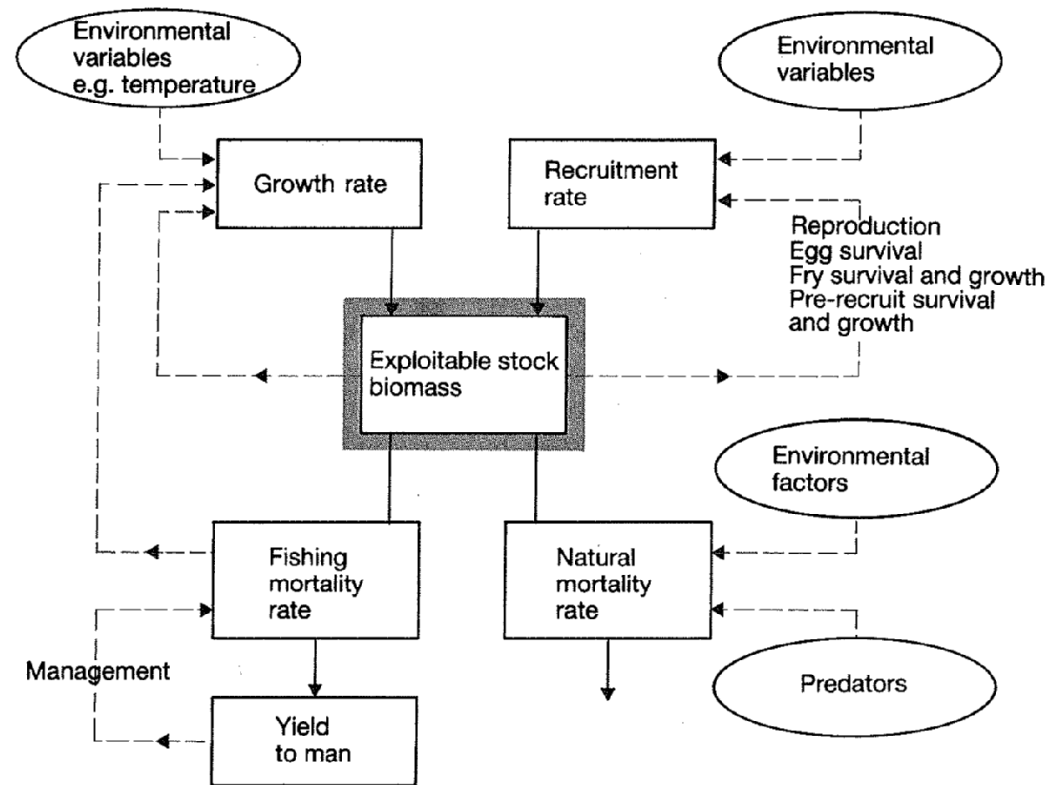 Environmental
variables
e.g. temperature
Environmental
variables
Growth rate
Recruitment
rate
Reproduction
Egg survival
Fry survival and growth
Pre-recruit survival
and growth
Exploitable stock
biomass
Environmental
factors
Fishing
mortality
rate
Natural
mortality
rate
Management
Predators
Yield
to man